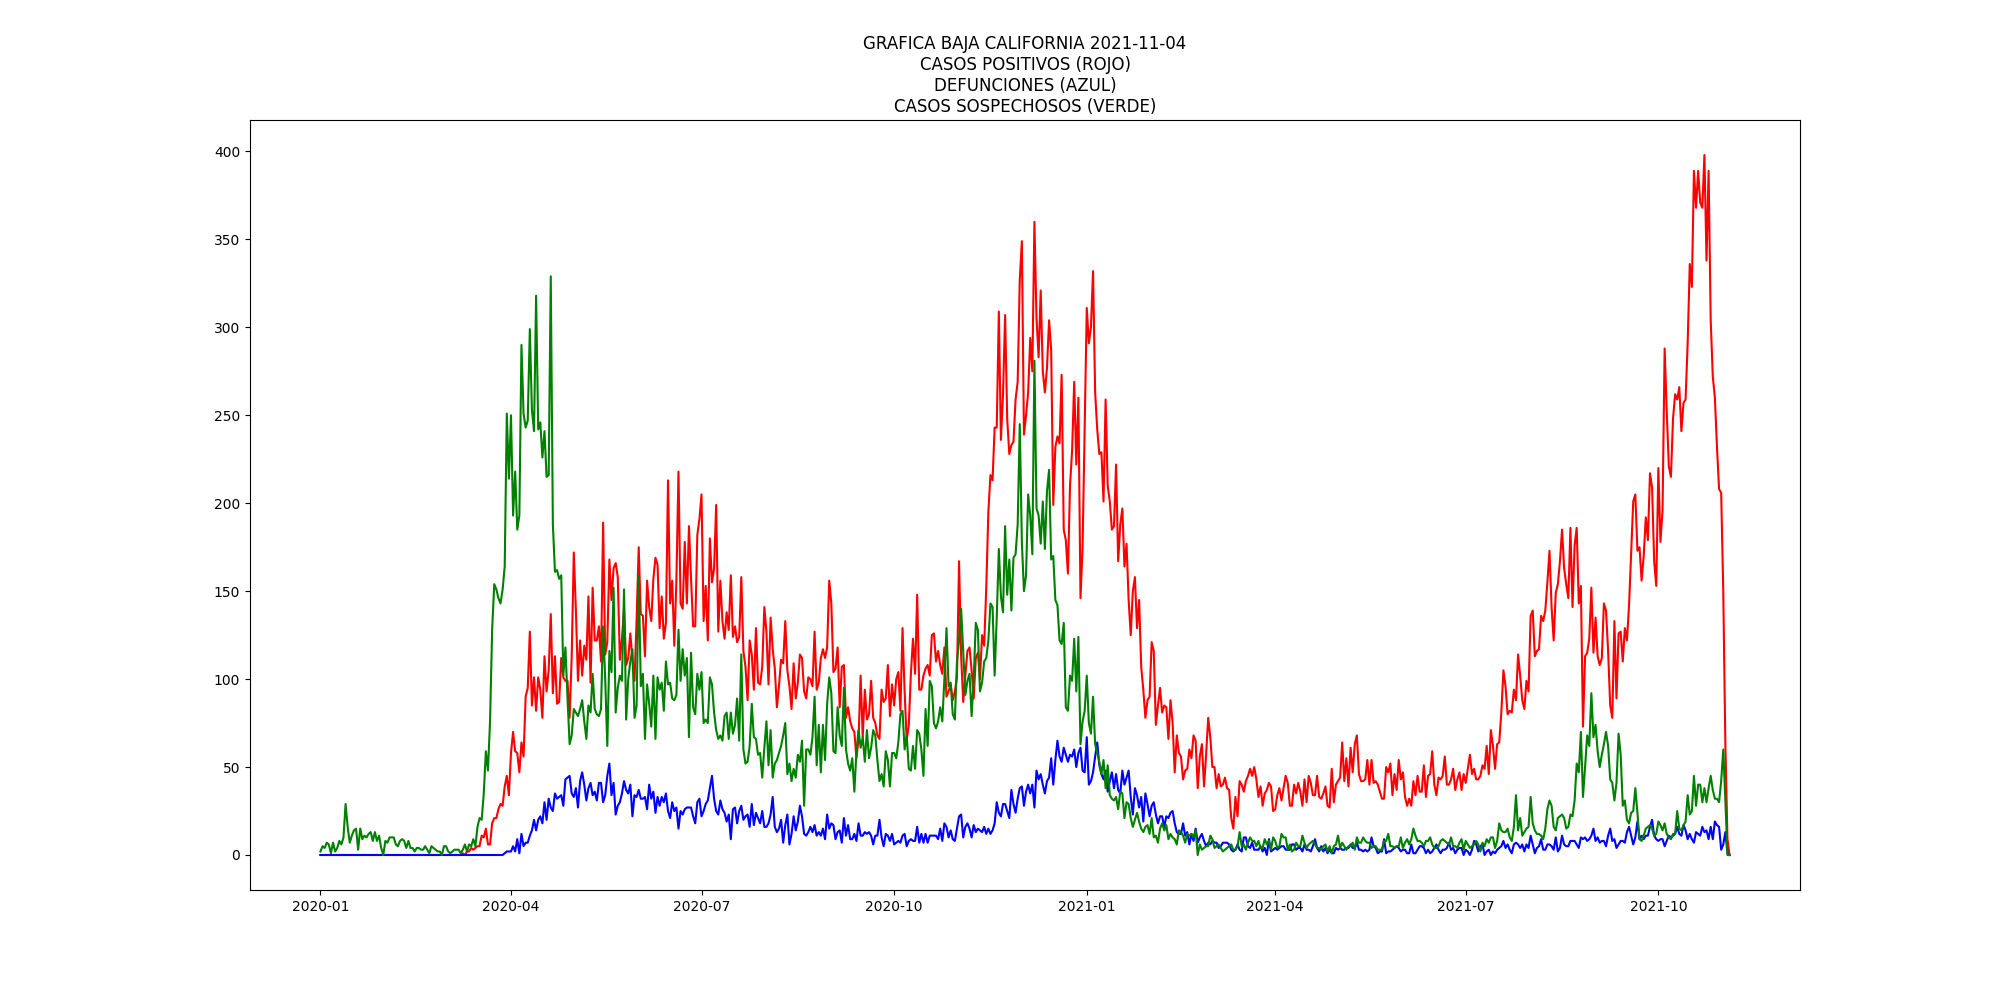 GRAFICA BAJA CALIFORNIA 2021-11-04
CASOS POSITIVOS (ROJO)
DEFUNCIONES (AZUL)
CASOS SOSPECHOSOS (VERDE)
400
350
300
250
200
150
100
50
0
2020-01 2020-04 2020-07 2020-10 2021-01 2021-04 2021-07 2021-10